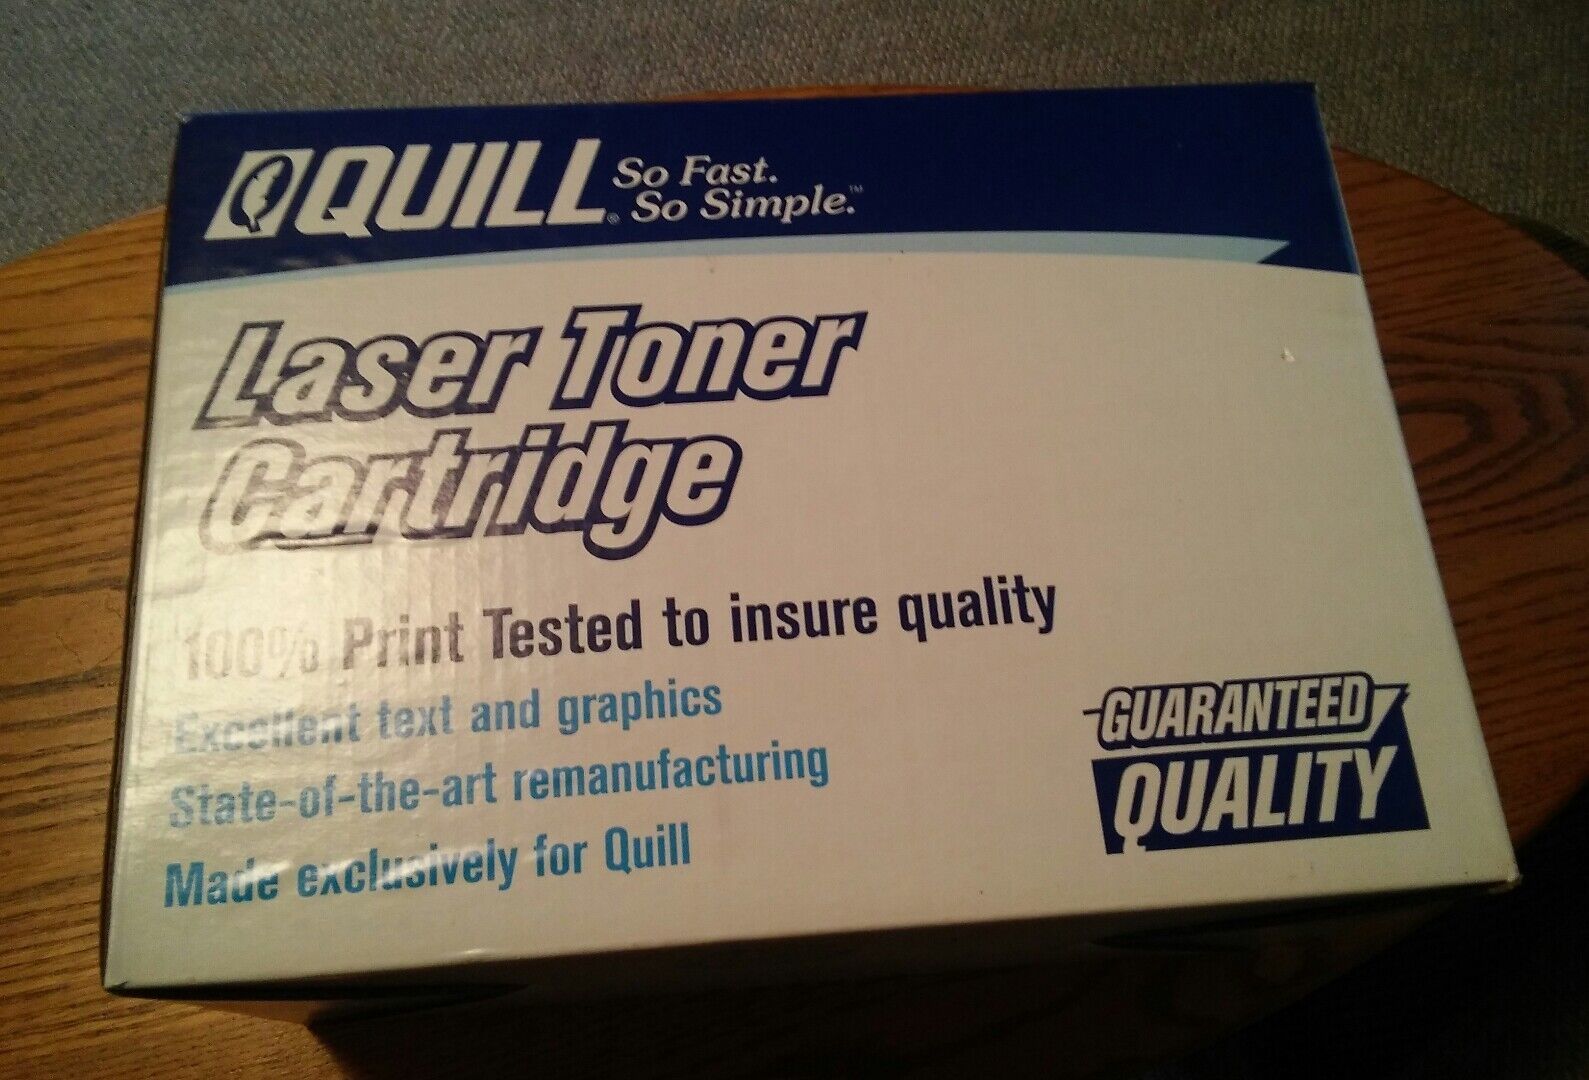 QUILL® So Fast.
So Simple.™
Laser Toner
Cartridge
100% Print Tested to insure quality
Excellent text and graphics
State-of-the-art remanufacturing
Made exclusively for Quill
GUARANTEED
QUALITY